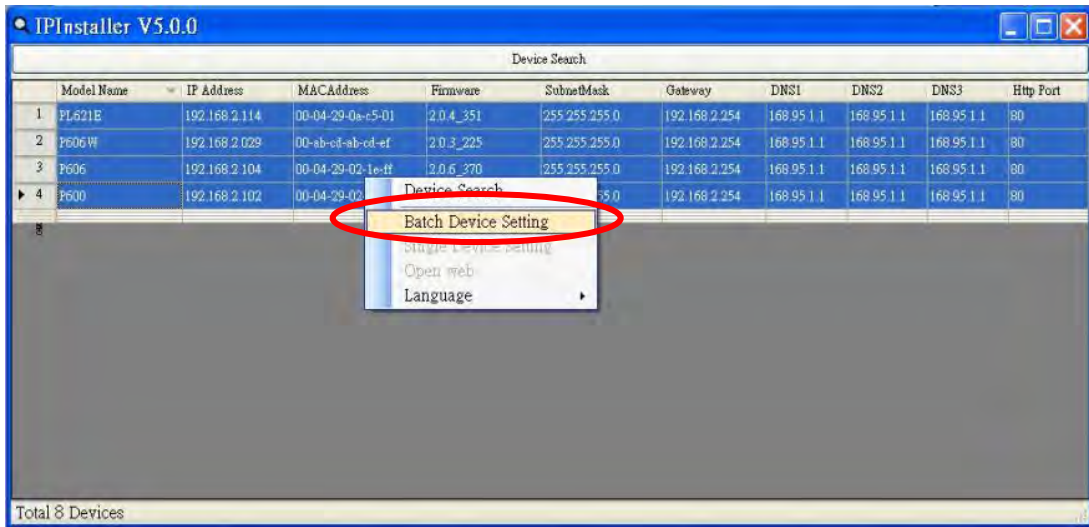 IPInstaller V5.0.0
Device Search
Model Name IP Address MACAddress Firmware SubnetMask Gateway DNS1 DNS2 DNS3 Http Port
1 PL621E 192.168.2.114 00-04-29-0a-c5-01 2.0.4_351 255.255.255.0 192.168.2.254 168.95.1.1 168.95.1.1 168.95.1.1 80
2 P606W 192.168.2.029 00-ab-cd-ab-cd-ef 2.0.3_225 255.255.255.0 192.168.2.254 168.95.1.1 168.95.1.1 168.95.1.1 80
3 P606 192.168.2.104 00-04-29-02-1e-ff 2.0.6_370 255.255.255.0 192.168.2.254 168.95.1.1 168.95.1.1 168.95.1.1 80
4 P600 192.168.2.102 00-04-29-02 5.0 192.168.2.254 168.95.1.1 168.95.1.1 168.95.1.1 80
Device Search
Batch Device Setting
Single Device Setting
Open web
Language
Total 8 Devices